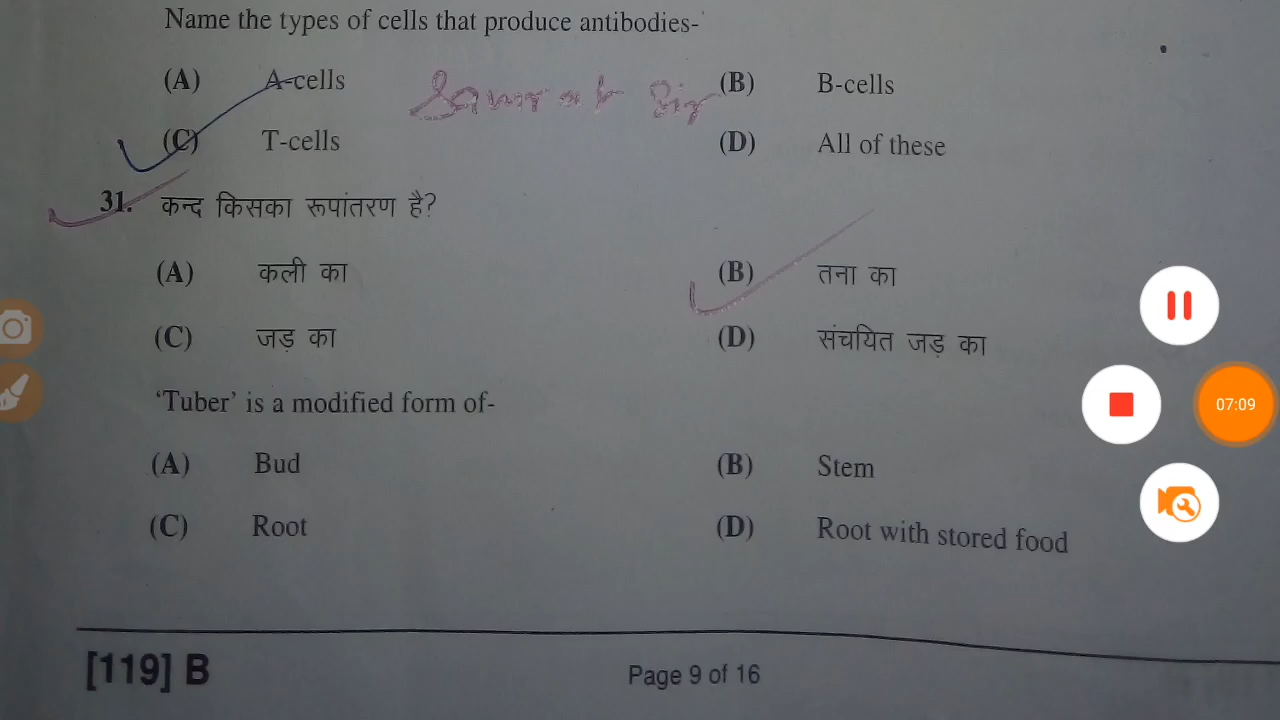 Name the types of cells that produce antibodies-
(A) A-cells (B) B-cells
(C) T-cells (D) All of these
31. कन्द किसका रूपांतरण है?
(A) कली का (B) तना का
(C) जड़ का (D) संचयित जड़ का
'Tuber' is a modified form of-
(A) Bud (B) Stem
(C) Root (D) Root with stored food
07:09
[119] B Page 9 of 16